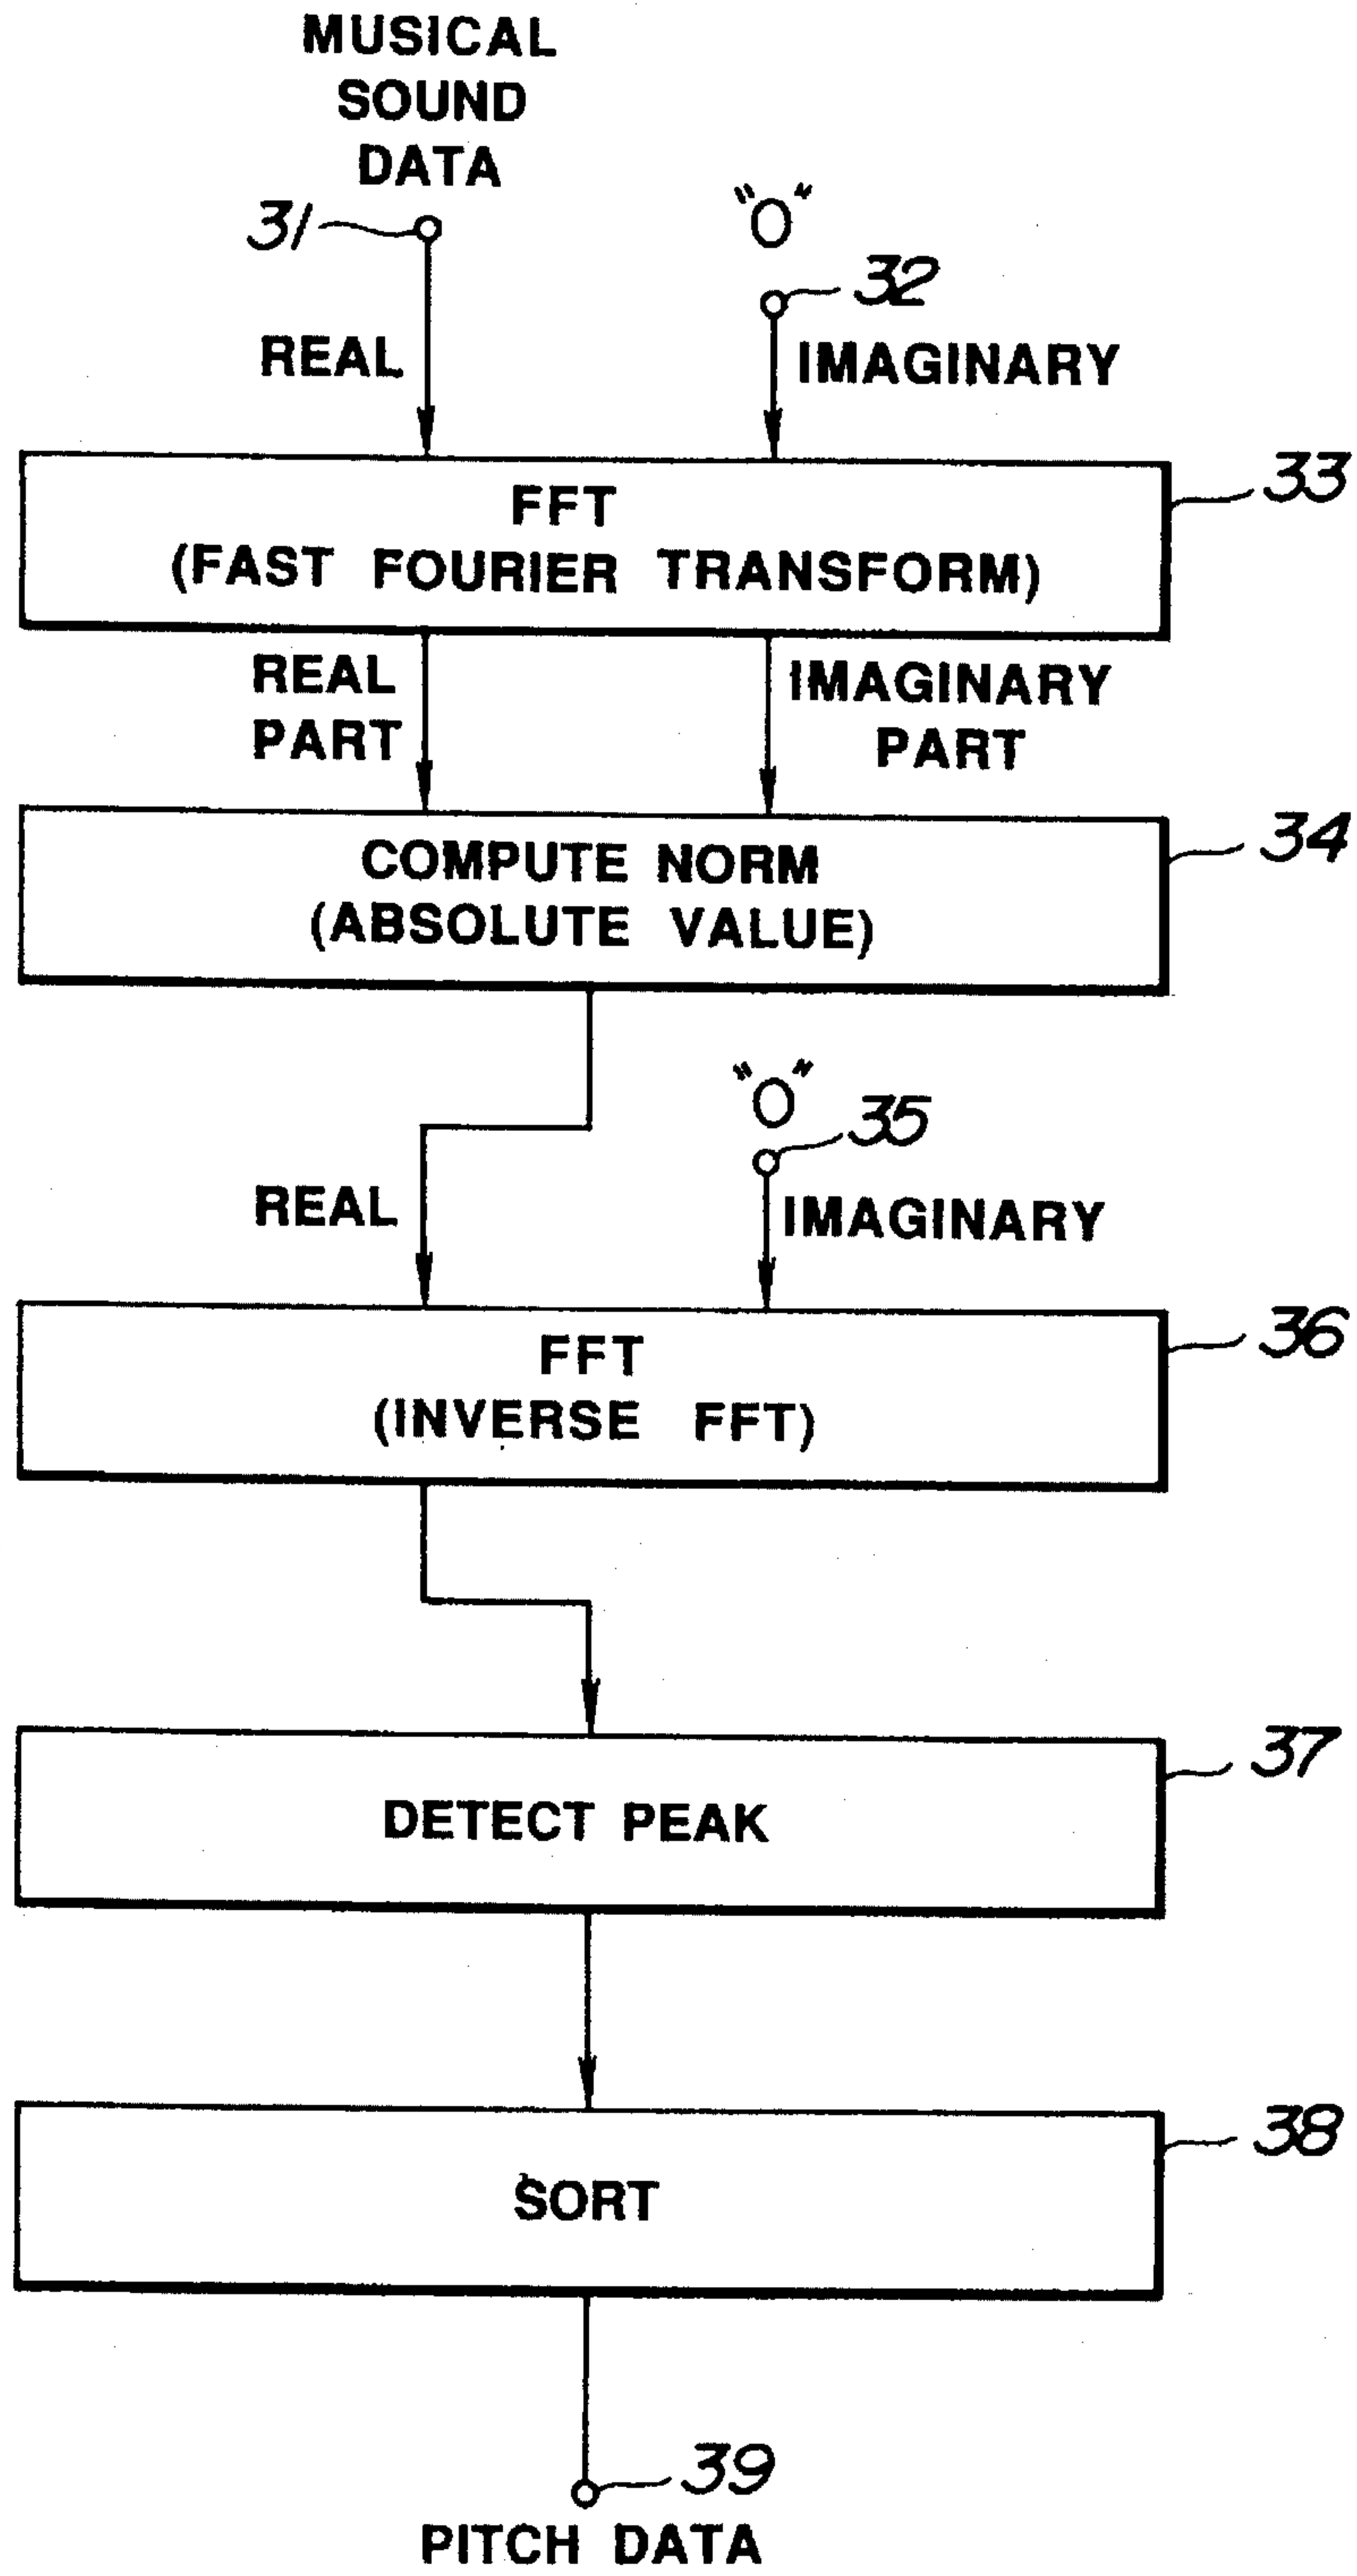 MUSICAL
SOUND
DATA
31
"0"
32
REAL
IMAGINARY
33
FFT
(FAST FOURIER TRANSFORM)
REAL
PART
IMAGINARY
PART
34
COMPUTE NORM
(ABSOLUTE VALUE)
"0"
35
REAL
IMAGINARY
36
FFT
(INVERSE FFT)
37
DETECT PEAK
38
SORT
39
PITCH DATA